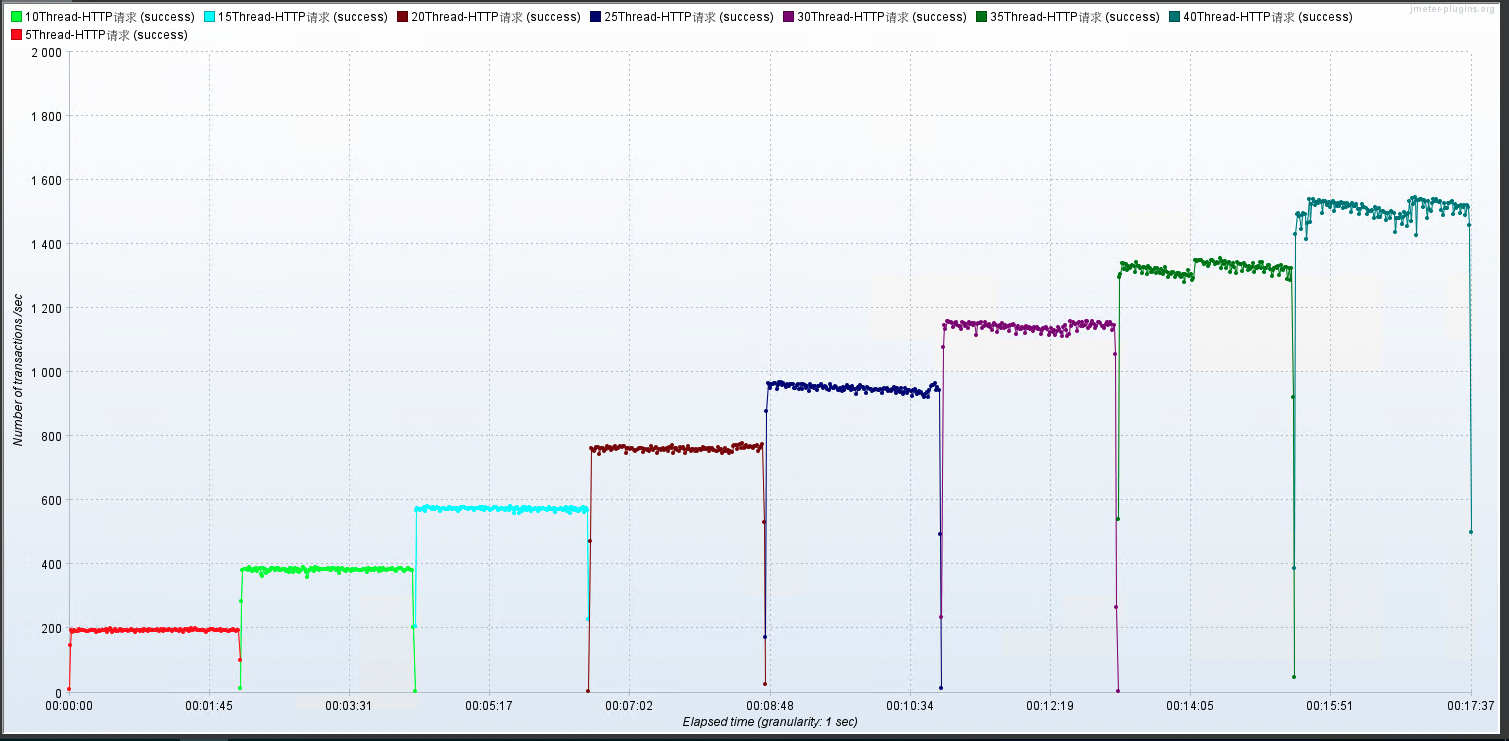 jmeter-plugins.org
10Thread-HTTP请求 (success) 15Thread-HTTP请求 (success) 20Thread-HTTP请求 (success) 25Thread-HTTP请求 (success) 30Thread-HTTP请求 (success) 35Thread-HTTP请求 (success) 40Thread-HTTP请求 (success)
5Thread-HTTP请求 (success)
2 000
1 800
1 600
1 400
1 200
1 000
800
600
400
200
0
Number of transactions /sec
00:00:00 00:01:45 00:03:31 00:05:17 00:07:02 00:08:48 00:10:34 00:12:19 00:14:05 00:15:51 00:17:37
Elapsed time (granularity: 1 sec)